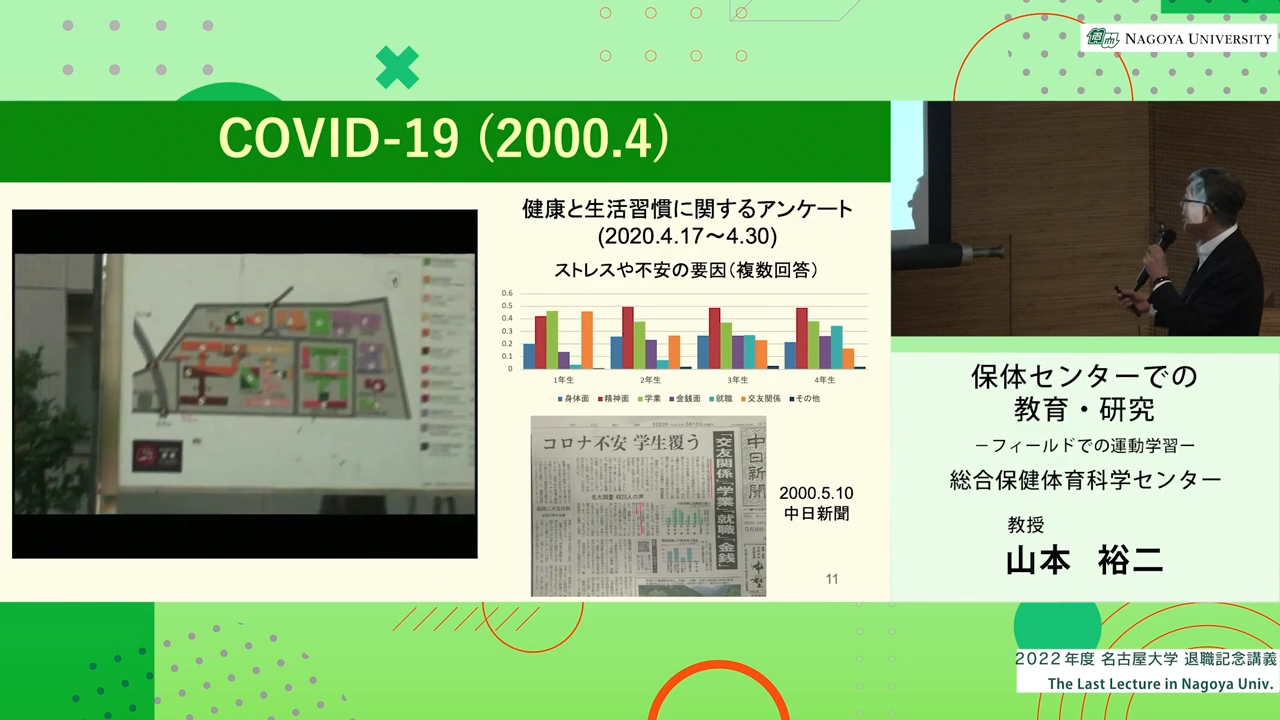 NAGOYA UNIVERSITY
COVID-19 (2000.4)
健康と生活習慣に関するアンケート
(2020.4.17～4.30)
ストレスや不安の要因(複数回答)
0.6
0.5
0.4
0.3
0.2
0.1
0
1年生 2年生 3年生 4年生
身体面 精神面 学業 金銭面 就職 交友関係 その他
コロナ不安 学生覆う
「交友関係」「学業」「就職」「金銭」
中日新聞
2000.5.10
中日新聞
11
保体センターでの
教育・研究
－フィールドでの運動学習－
総合保健体育科学センター
教授
山本 裕二
2022年度 名古屋大学 退職記念講義
The Last Lecture in Nagoya Univ.